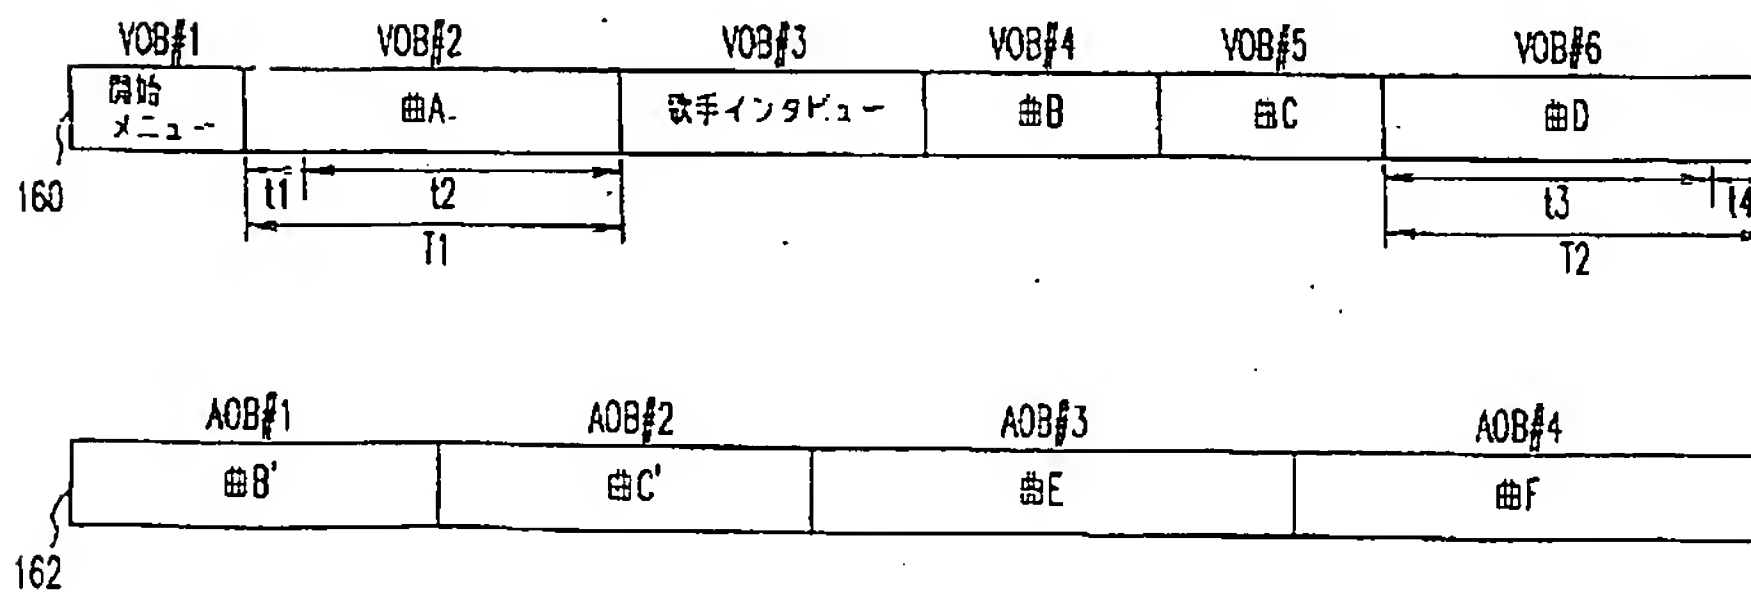 VOB#1 VOB#2 VOB#3 VOB#4 VOB#5 VOB#6
開始
メニュー
曲A 歌手インタビュー 曲B 曲C 曲D
160
t1 t2 t3 t4
T1 T2
AOB#1 AOB#2 AOB#3 AOB#4
曲B' 曲C' 曲E 曲F
162